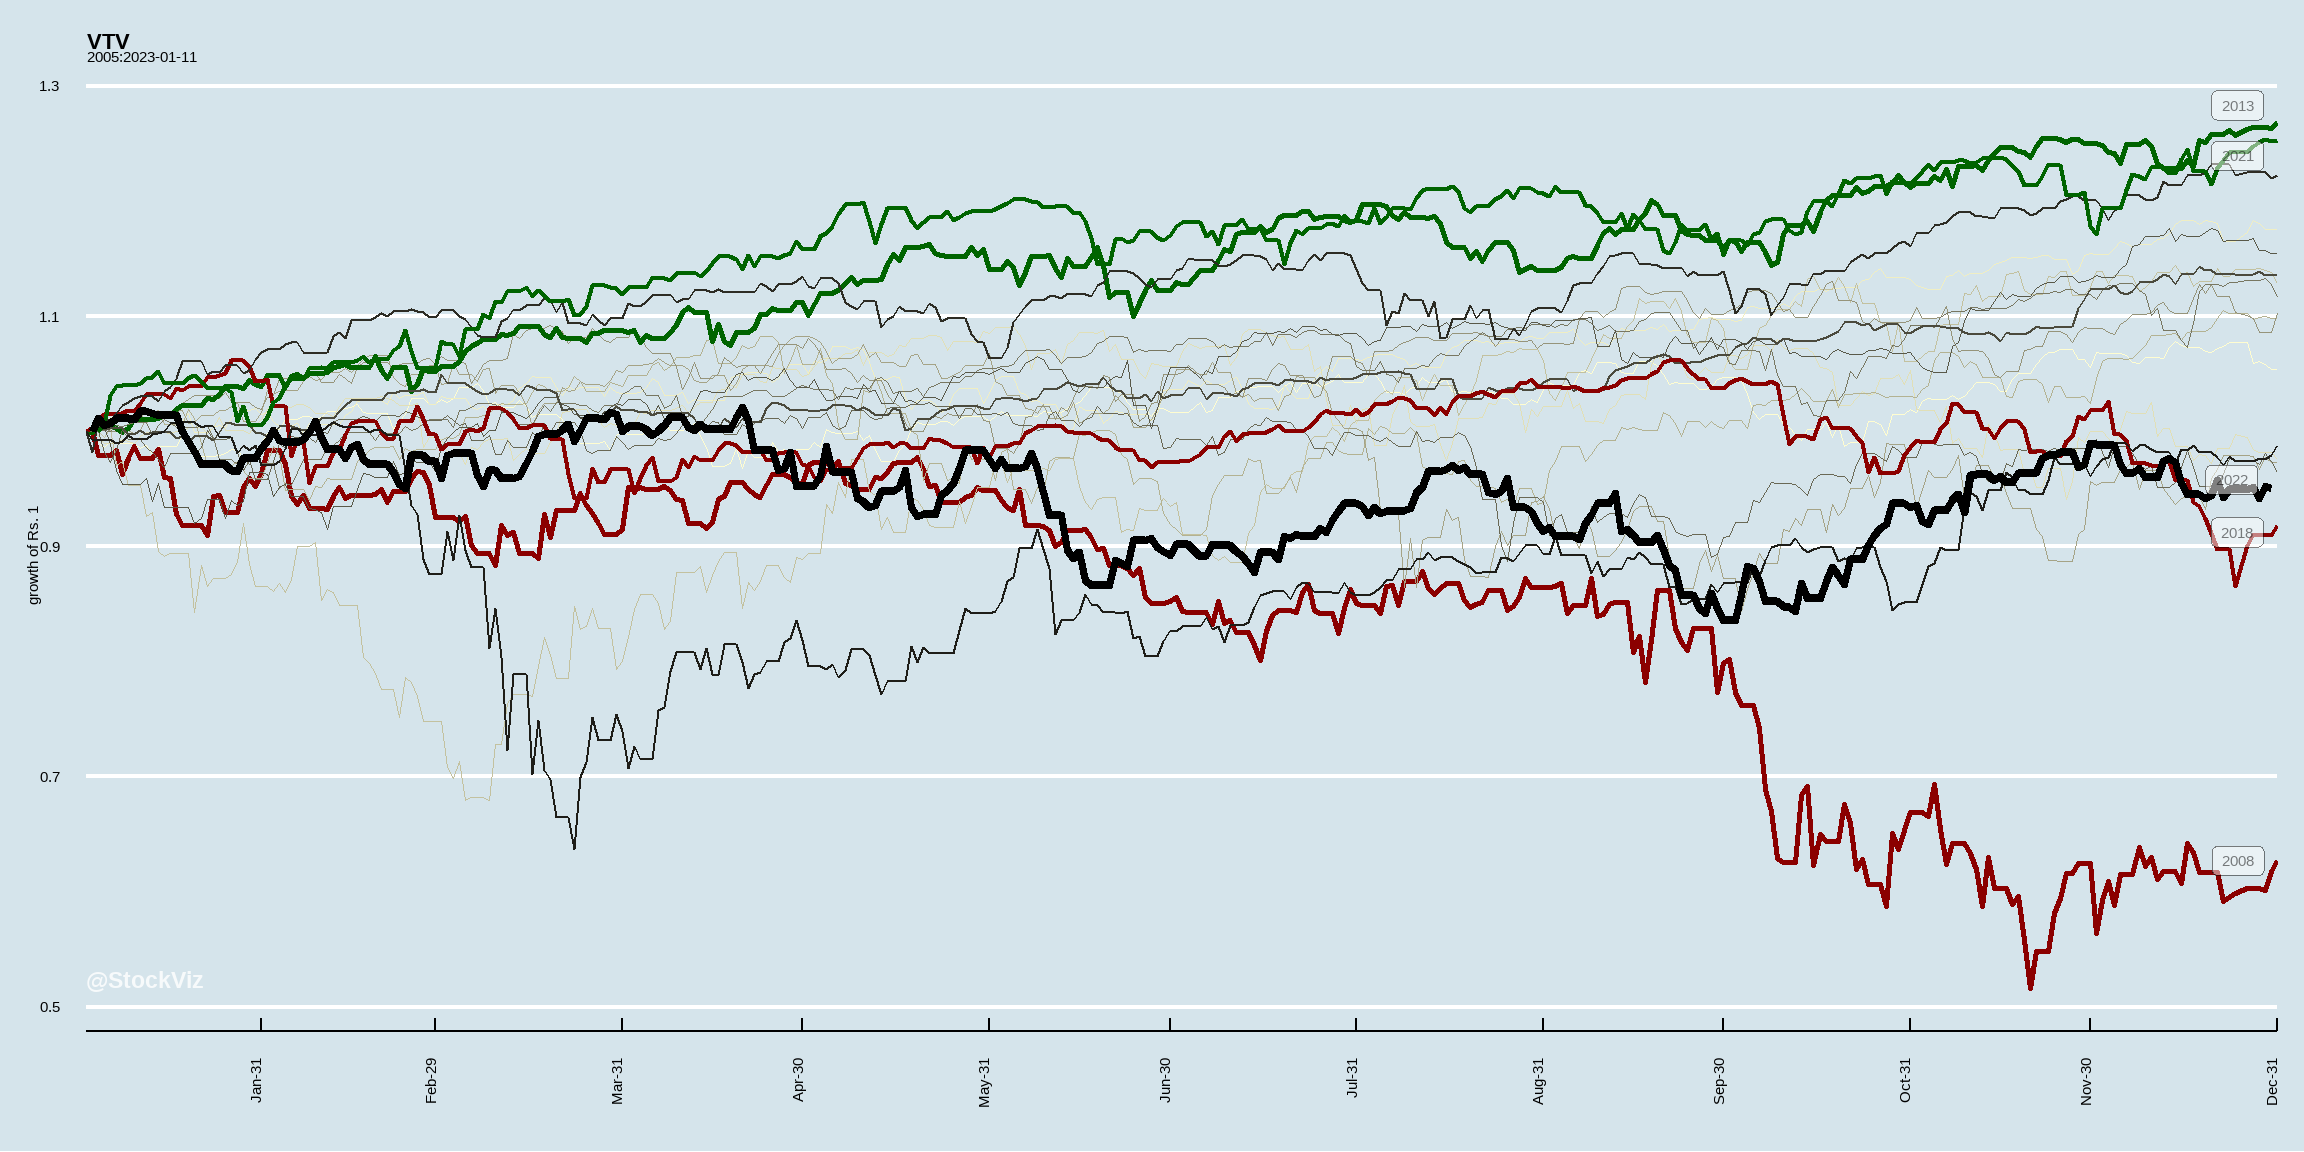 VTV
2005:2023-01-11
1.3
1.1
0.9
0.7
0.5
growth of Rs. 1
2013
2021
2022
2018
2008
@StockViz
Jan-31
Feb-29
Mar-31
Apr-30
May-31
Jun-30
Jul-31
Aug-31
Sep-30
Oct-31
Nov-30
Dec-31